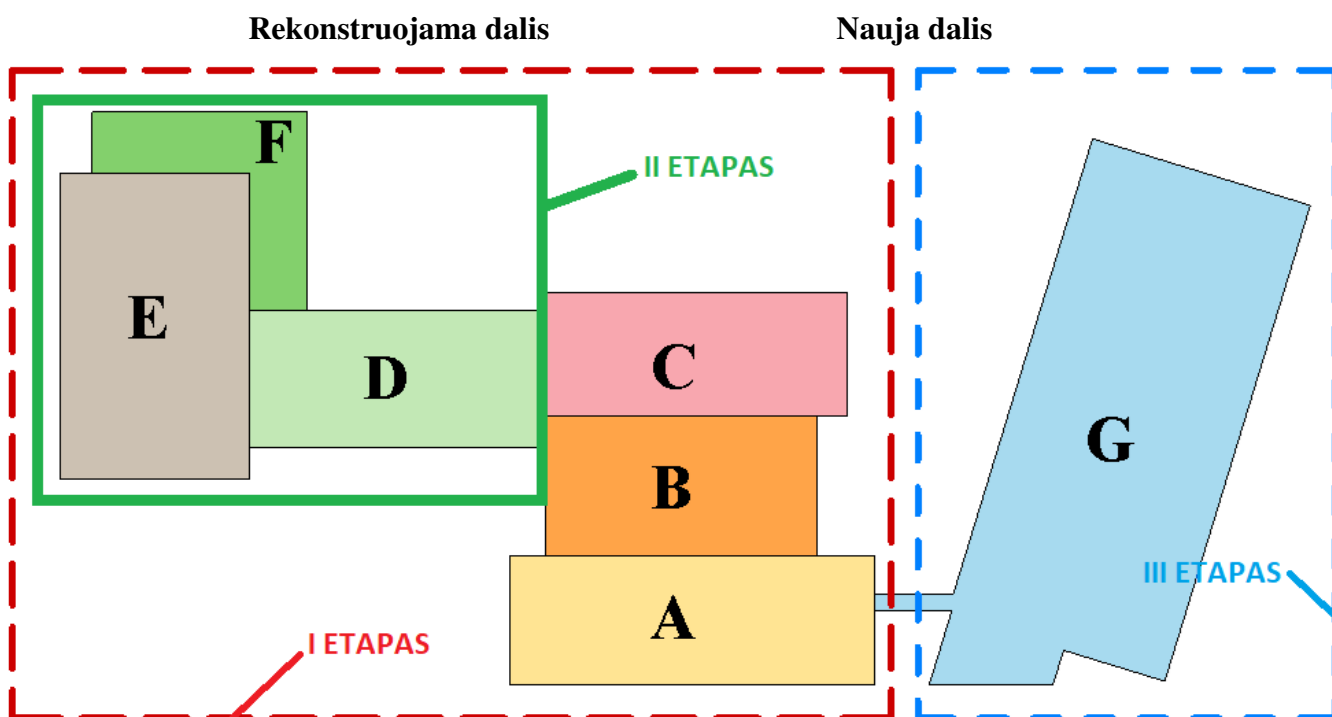 Rekonstruojama dalis
Nauja dalis
F
II ETAPAS
E
D
C
G
B
III ETAPAS
A
I ETAPAS